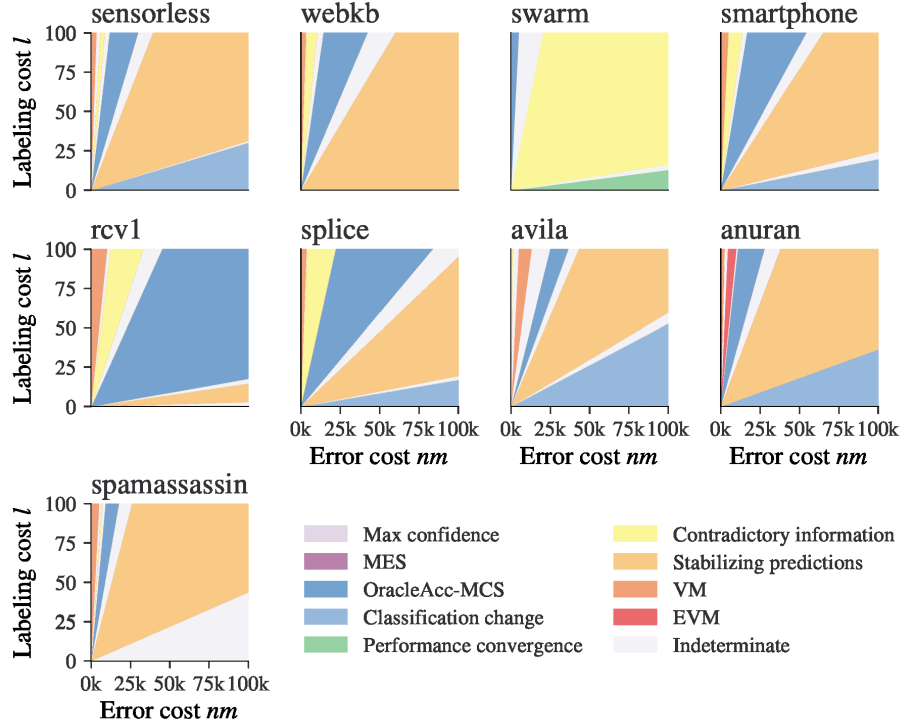 sensorless webkb swarm smartphone
Labeling cost l
100
75
50
25
0
rcv1 splice avila anuran
Labeling cost l
100
75
50
25
0
0k 25k 50k 75k 100k 0k 25k 50k 75k 100k 0k 25k 50k 75k 100k
Error cost nm Error cost nm Error cost nm
spamassassin
Labeling cost l
100
75
50
25
0
0k 25k 50k 75k 100k
Error cost nm
Max confidence
MES
OracleAcc-MCS
Classification change
Performance convergence
Contradictory information
Stabilizing predictions
VM
EVM
Indeterminate